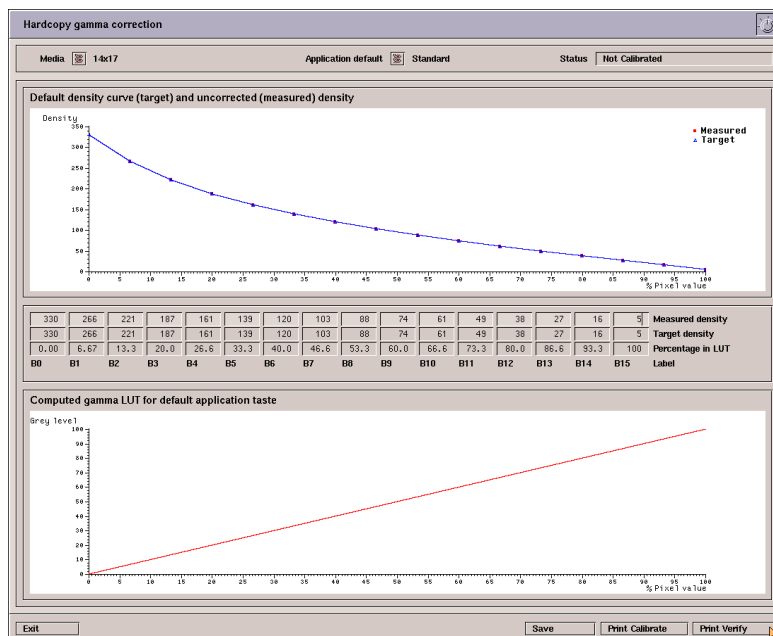 Hardcopy gamma correction
Media 14x17 Application default Standard Status Not Calibrated
Default density curve (target) and uncorrected (measured) density
Density
350
300
250
200
150
100
50
0
Measured
Target
0 5 10 15 20 25 30 35 40 45 50 55 60 65 70 75 80 85 90 95 100
% Pixel value
330 266 221 187 161 139 120 103 88 74 61 49 38 27 16 5 Measured density
330 266 221 187 161 139 120 103 88 74 61 49 38 27 16 5 Target density
0.00 6.67 13.3 20.0 26.6 33.3 40.0 46.6 53.3 60.0 66.6 73.3 80.0 86.6 93.3 100 Percentage in LUT
B0 B1 B2 B3 B4 B5 B6 B7 B8 B9 B10 B11 B12 B13 B14 B15 Label
Computed gamma LUT for default application taste
Grey level
100
90
80
70
60
50
40
30
20
10
0
0 5 10 15 20 25 30 35 40 45 50 55 60 65 70 75 80 85 90 95 100
% Pixel value
Exit Save Print Calibrate Print Verify